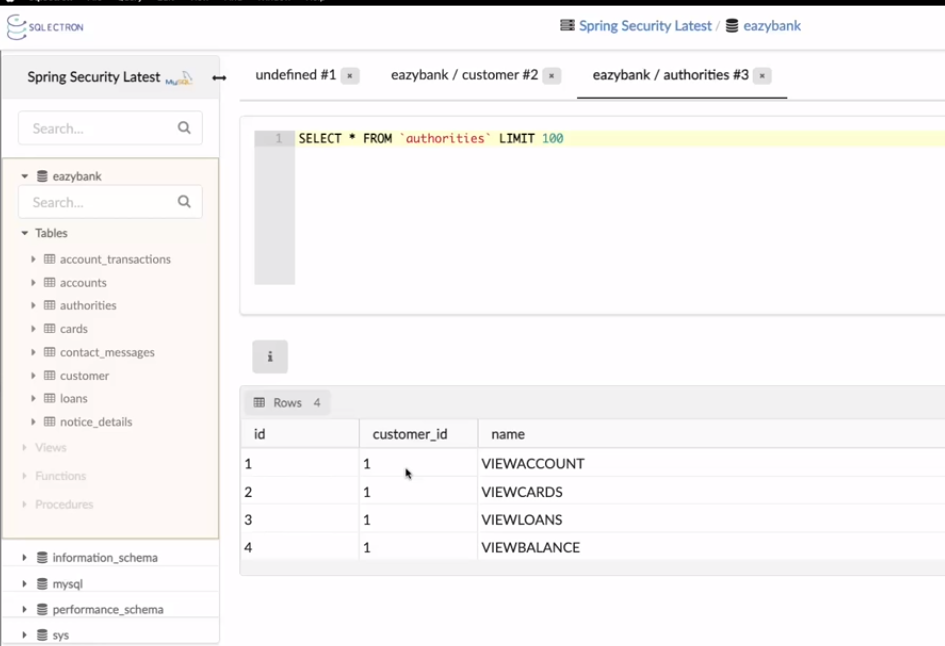 SQLECTRON
Spring Security Latest / eazybank
Spring Security Latest MySQL
undefined #1 ×
eazybank / customer #2 ×
eazybank / authorities #3 ×
Search...
1 SELECT * FROM `authorities` LIMIT 100
eazybank
Search...
Tables
account_transactions
accounts
authorities
cards
contact_messages
customer
loans
notice_details
Views
Functions
Procedures
information_schema
mysql
performance_schema
sys
i
Rows 4
id customer_id name
1 1 VIEWACCOUNT
2 1 VIEWCARDS
3 1 VIEWLOANS
4 1 VIEWBALANCE